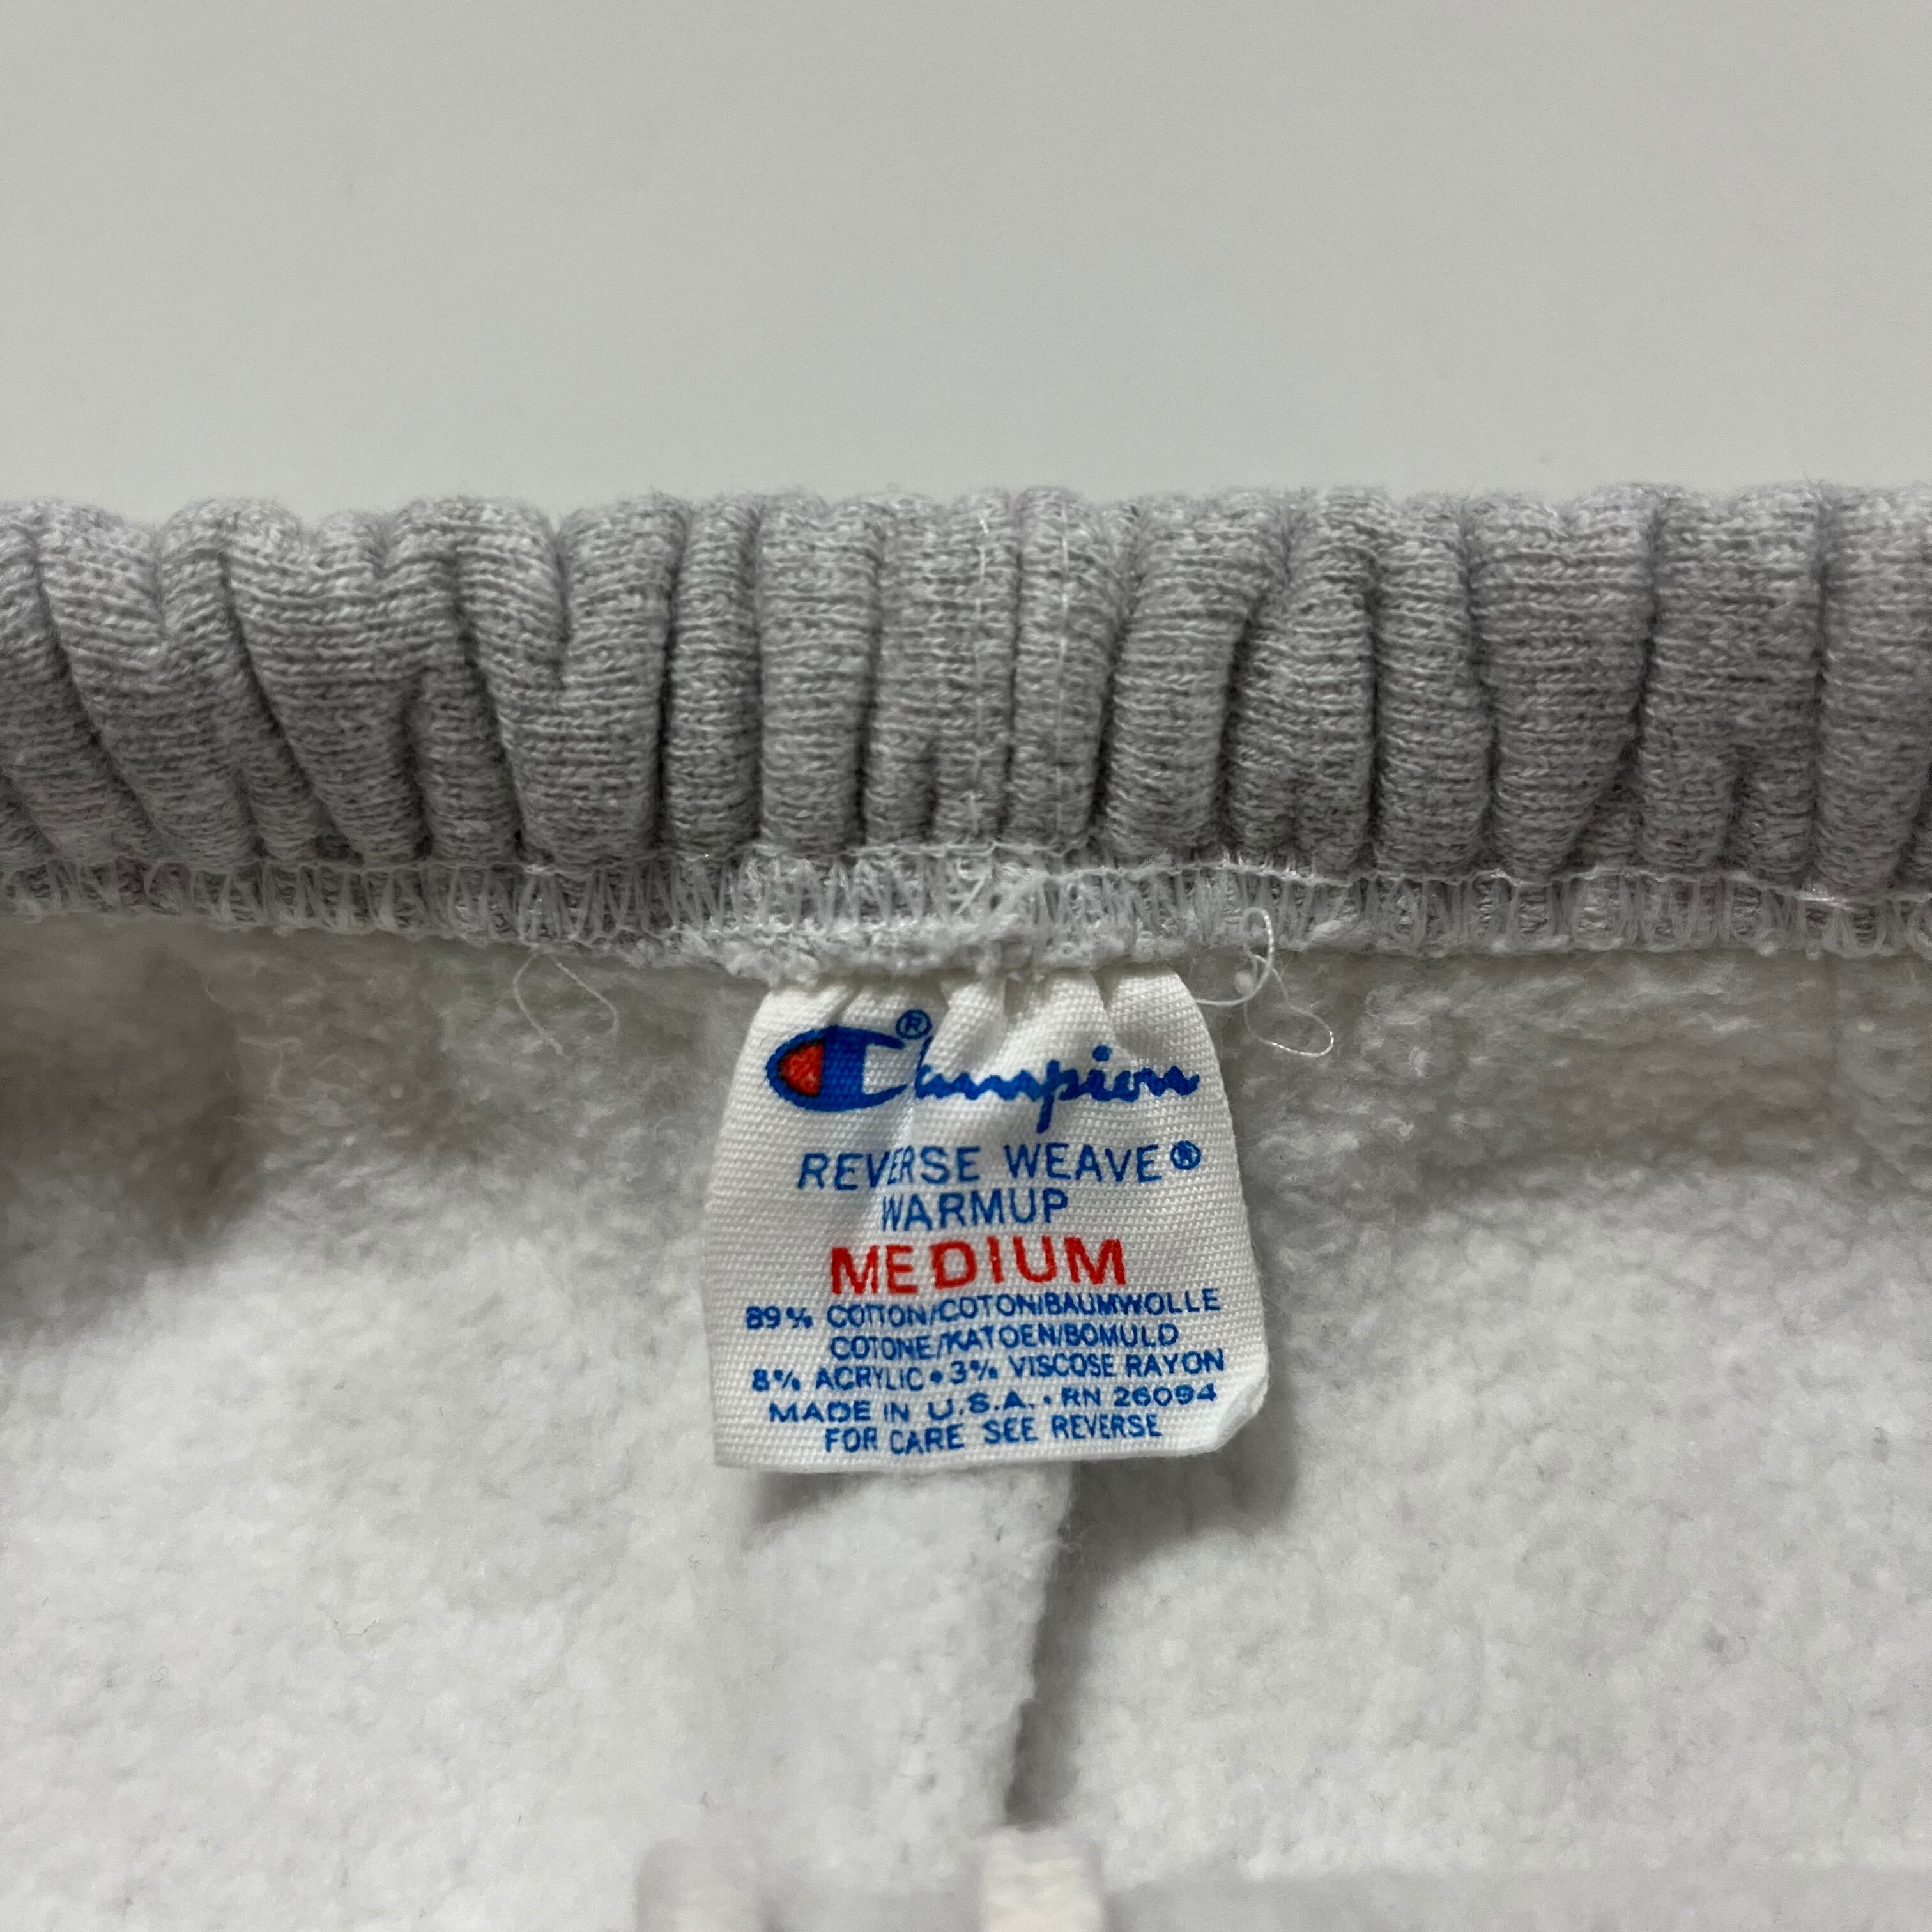 Champion®
REVERSE WEAVE®
WARMUP
MEDIUM
89% COTTON/COTON/BAUMWOLLE
COTONE/KATOEN/BOMULD
8% ACRYLIC • 3% VISCOSE RAYON
MADE IN U.S.A. • RN 26094
FOR CARE SEE REVERSE